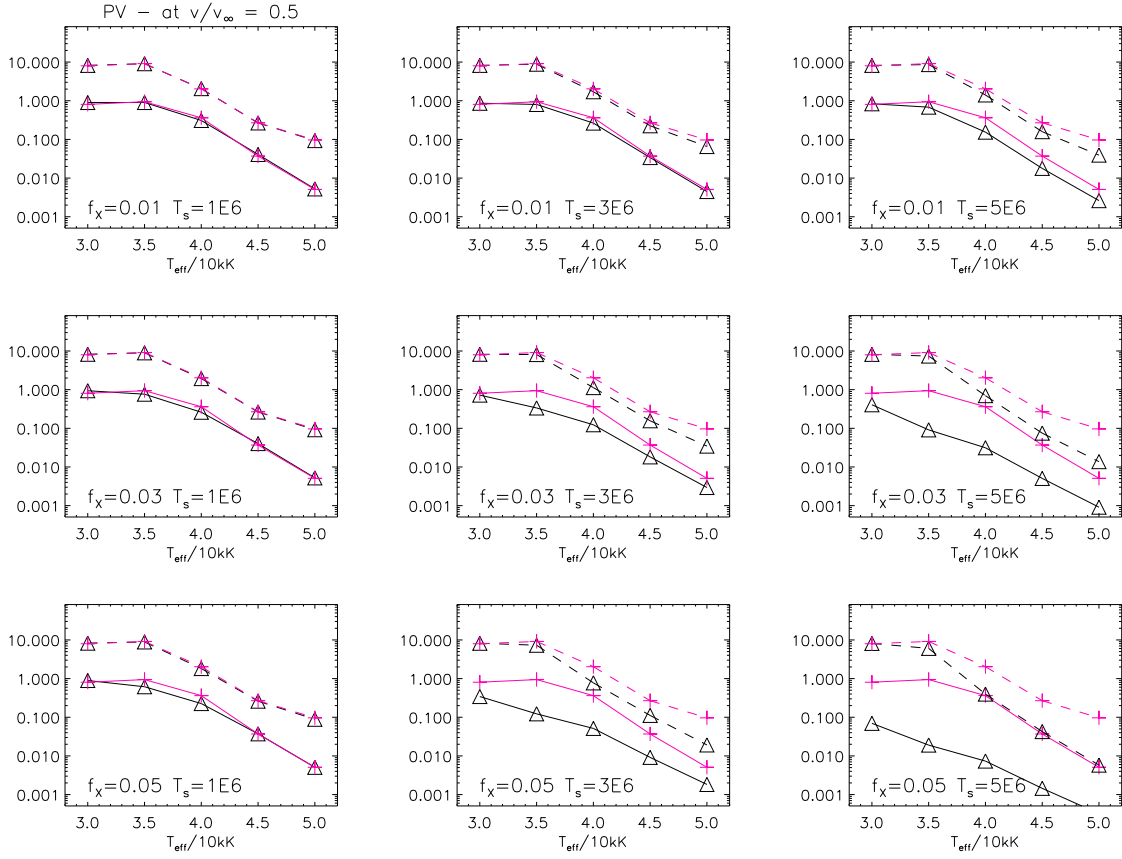 PV - at v/v∞ = 0.5
10.000 10.000 10.000
1.000 1.000 1.000
0.100 0.100 0.100
0.010 0.010 0.010
0.001 0.001 0.001
f_X=0.01 T_s=1E6 f_X=0.01 T_s=3E6 f_X=0.01 T_s=5E6
3.0 3.5 4.0 4.5 5.0 3.0 3.5 4.0 4.5 5.0 3.0 3.5 4.0 4.5 5.0
T_eff/10kK T_eff/10kK T_eff/10kK
10.000 10.000 10.000
1.000 1.000 1.000
0.100 0.100 0.100
0.010 0.010 0.010
0.001 0.001 0.001
f_X=0.03 T_s=1E6 f_X=0.03 T_s=3E6 f_X=0.03 T_s=5E6
3.0 3.5 4.0 4.5 5.0 3.0 3.5 4.0 4.5 5.0 3.0 3.5 4.0 4.5 5.0
T_eff/10kK T_eff/10kK T_eff/10kK
10.000 10.000 10.000
1.000 1.000 1.000
0.100 0.100 0.100
0.010 0.010 0.010
0.001 0.001 0.001
f_X=0.05 T_s=1E6 f_X=0.05 T_s=3E6 f_X=0.05 T_s=5E6
3.0 3.5 4.0 4.5 5.0 3.0 3.5 4.0 4.5 5.0 3.0 3.5 4.0 4.5 5.0
T_eff/10kK T_eff/10kK T_eff/10kK